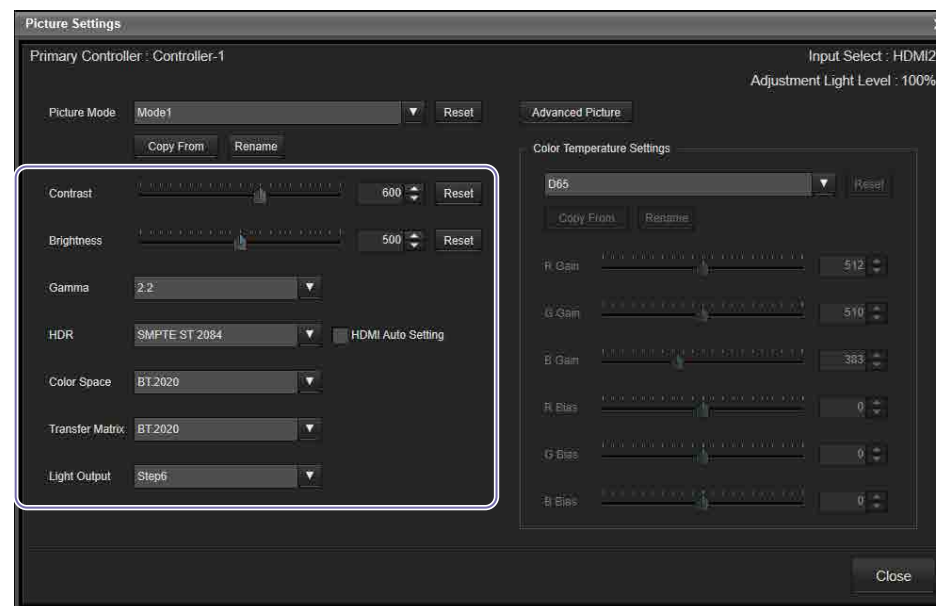 Picture Settings
Primary Controller : Controller-1
Input Select : HDMI2
Adjustment Light Level : 100%
Picture Mode Mode1 Reset Advanced Picture
Copy From Rename
Color Temperature Settings
Contrast 600 Reset
D65 Reset
Copy From Rename
Brightness 500 Reset
R Gain 512
Gamma 2.2
G Gain 510
HDR SMPTE ST 2084 HDMI Auto Setting
B Gain 383
Color Space BT.2020
R Bias 0
Transfer Matrix BT.2020
G Bias 0
Light Output Step6
B Bias 0
Close